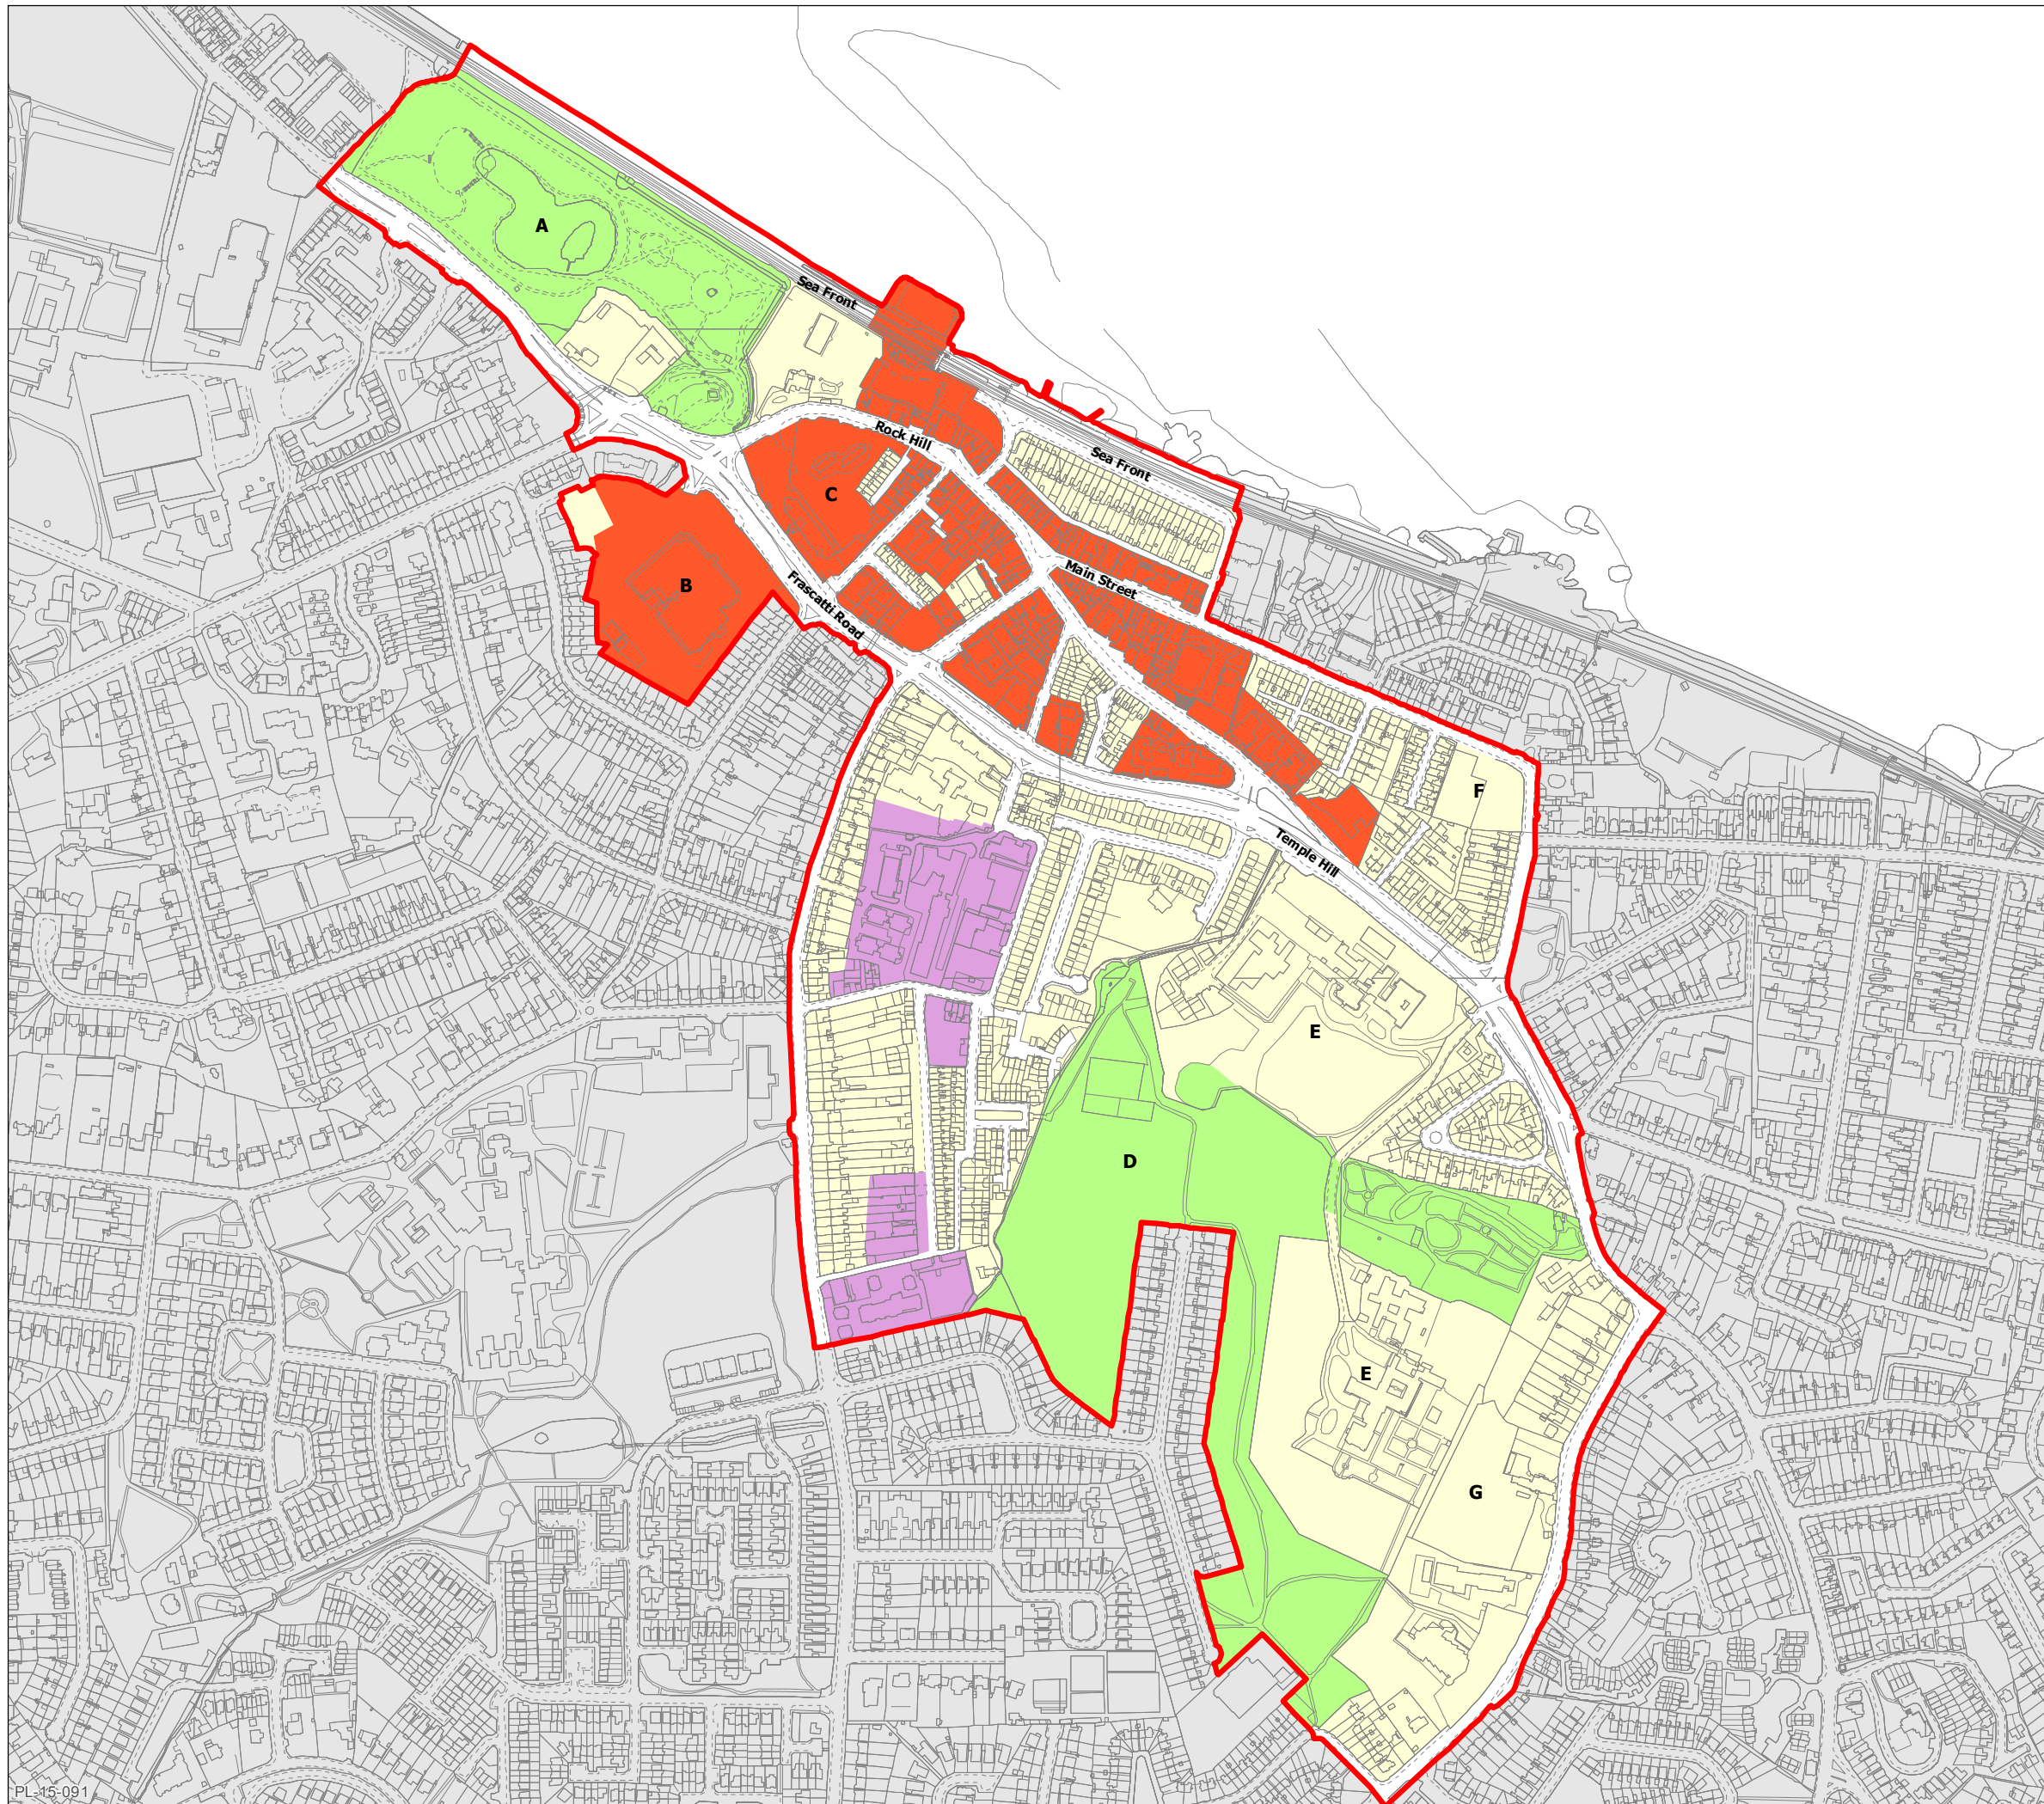 A
Sea Front
Rock Hill
Sea Front
C
Main Street
B
Frascatti Road
F
Temple Hill
E
D
E
G
PL-15-091